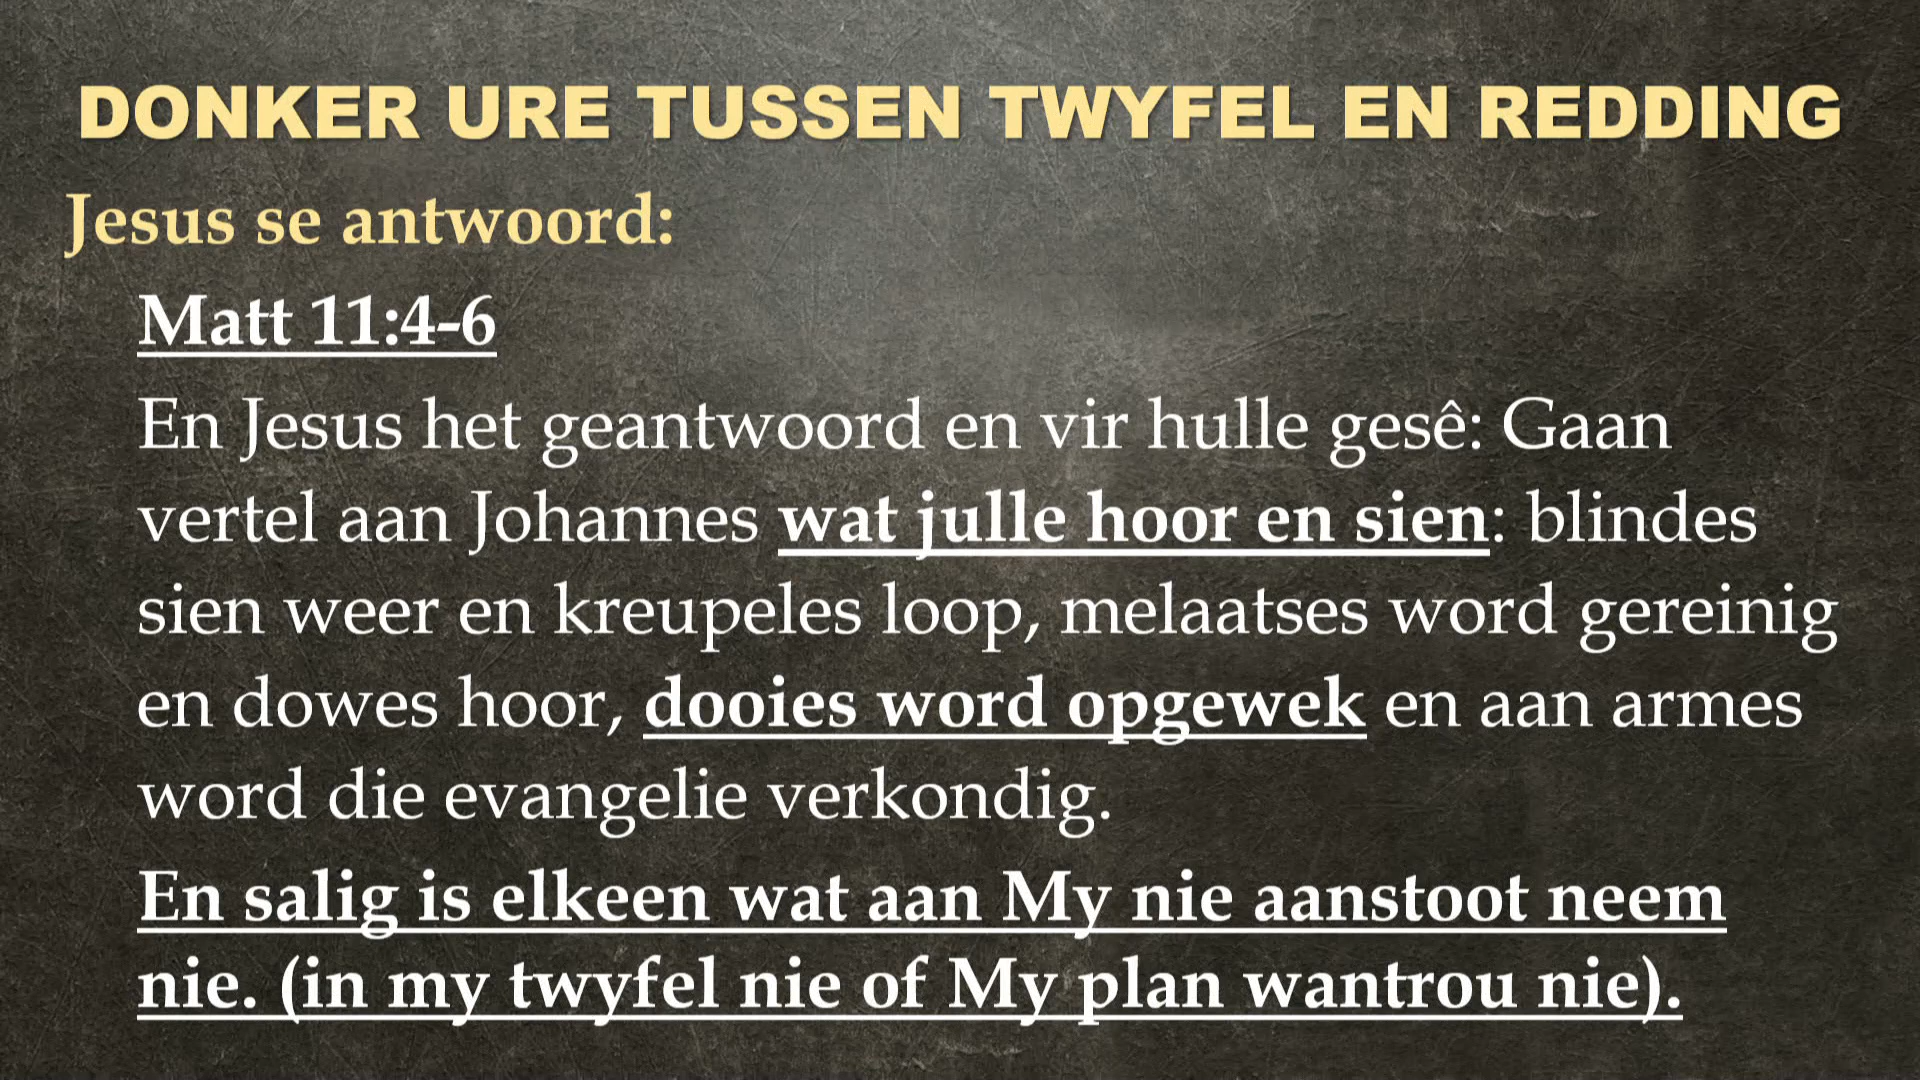 DONKER URE TUSSEN TWYFEL EN REDDING
Jesus se antwoord:
Matt 11:4-6
En Jesus het geantwoord en vir hulle gesê: Gaan
vertel aan Johannes wat julle hoor en sien: blindes
sien weer en kreupeles loop, melaatses word gereinig
en dowes hoor, dooies word opgewek en aan armes
word die evangelie verkondig.
En salig is elkeen wat aan My nie aanstoot neem
nie. (in my twyfel nie of My plan wantrou nie).